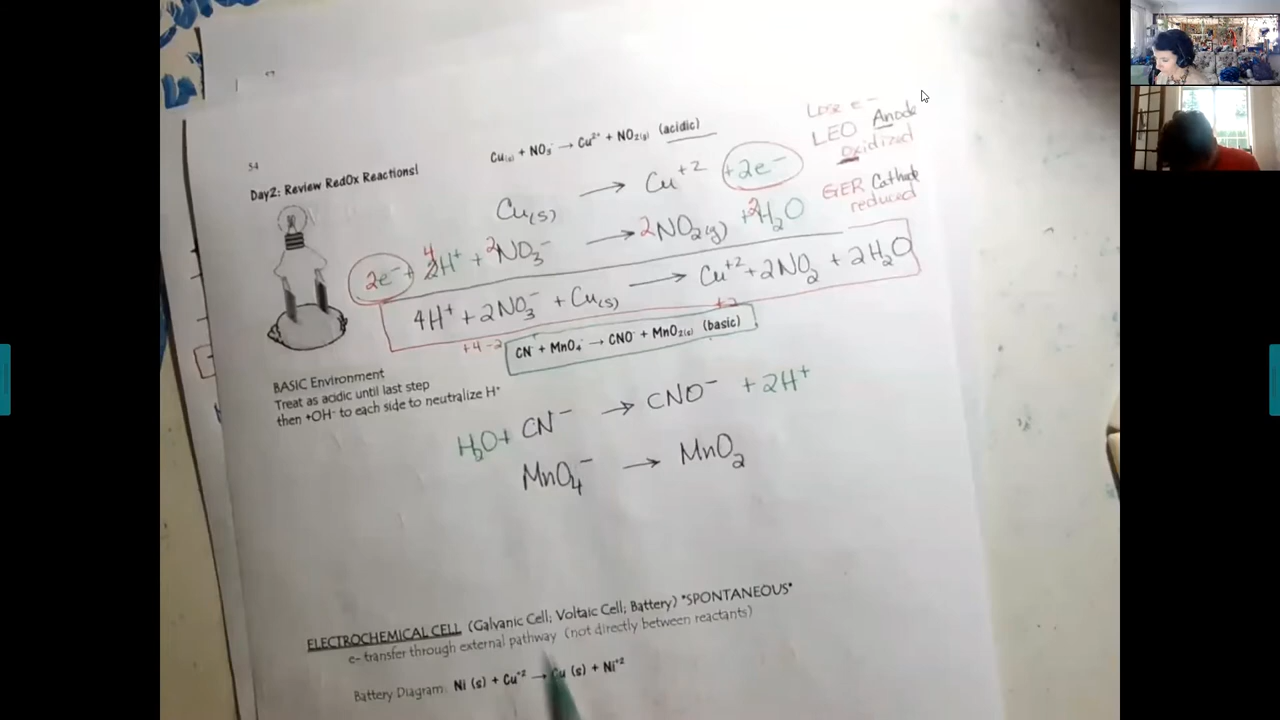 54
Day2: Review RedOx Reactions!
Cu(s) + NO₃⁻ → Cu²⁺ + NO₂(g) (acidic)
Lose e⁻
LEO Anode
Oxidized
GER Cathode
reduced
Cu(s) → Cu⁺² + 2e⁻
2e⁻ + 4H⁺ + 2NO₃⁻ → 2NO₂(g) + 2H₂O
4H⁺ + 2NO₃⁻ + Cu(s) → Cu⁺² + 2NO₂ + 2H₂O
+4 -2
+2
CN⁻ + MnO₄⁻ → CNO⁻ + MnO₂(s) (basic)
BASIC Environment
Treat as acidic until last step
then +OH⁻ to each side to neutralize H⁺
H₂O + CN⁻ → CNO⁻ + 2H⁺
MnO₄⁻ → MnO₂
ELECTROCHEMICAL CELL (Galvanic Cell; Voltaic Cell; Battery) *SPONTANEOUS*
e- transfer through external pathway (not directly between reactants)
Battery Diagram: Ni (s) + Cu⁺² → Cu (s) + Ni⁺²